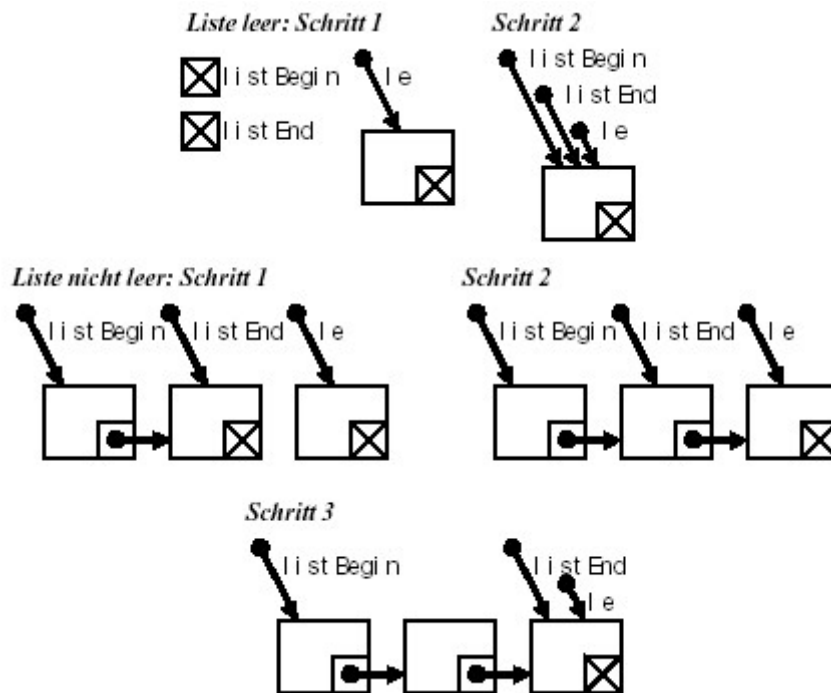 Liste leer: Schritt 1
Schritt 2
listBegin
le
listEnd
listBegin
listEnd
le
Liste nicht leer: Schritt 1
Schritt 2
listBegin
listEnd
le
listBegin
listEnd
le
Schritt 3
listBegin
listEnd
le